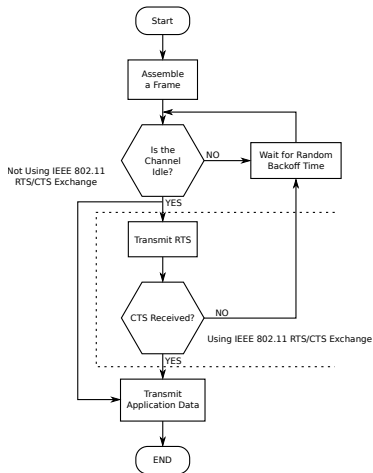 Start
Assemble
a Frame
Is the
Channel
Idle?
NO
Wait for Random
Backoff Time
Not Using IEEE 802.11
RTS/CTS Exchange
YES
Transmit RTS
CTS Received?
NO
Using IEEE 802.11 RTS/CTS Exchange
YES
Transmit
Application Data
END